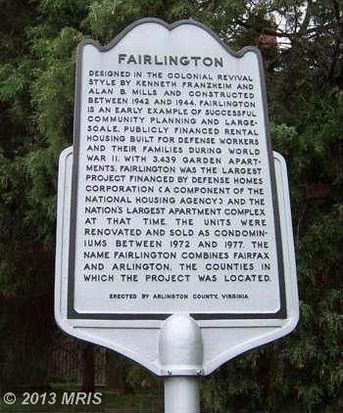 FAIRLINGTON
DESIGNED IN THE COLONIAL REVIVAL
STYLE BY KENNETH FRANZHEIM AND
ALAN B. MILLS AND CONSTRUCTED
BETWEEN 1942 AND 1944, FAIRLINGTON
IS AN EARLY EXAMPLE OF SUCCESSFUL
COMMUNITY PLANNING AND LARGE-
SCALE, PUBLICLY FINANCED RENTAL
HOUSING BUILT FOR DEFENSE WORKERS
AND THEIR FAMILIES DURING WORLD
WAR II. WITH 3,439 GARDEN APART-
MENTS, FAIRLINGTON WAS THE LARGEST
PROJECT FINANCED BY DEFENSE HOMES
CORPORATION (A COMPONENT OF THE
NATIONAL HOUSING AGENCY) AND THE
NATION'S LARGEST APARTMENT COMPLEX
AT THAT TIME. THE UNITS WERE
RENOVATED AND SOLD AS CONDOMIN-
IUMS BETWEEN 1972 AND 1977. THE
NAME FAIRLINGTON COMBINES FAIRFAX
AND ARLINGTON, THE COUNTIES IN
WHICH THE PROJECT WAS LOCATED.
ERECTED BY ARLINGTON COUNTY, VIRGINIA
© 2013 MRIS